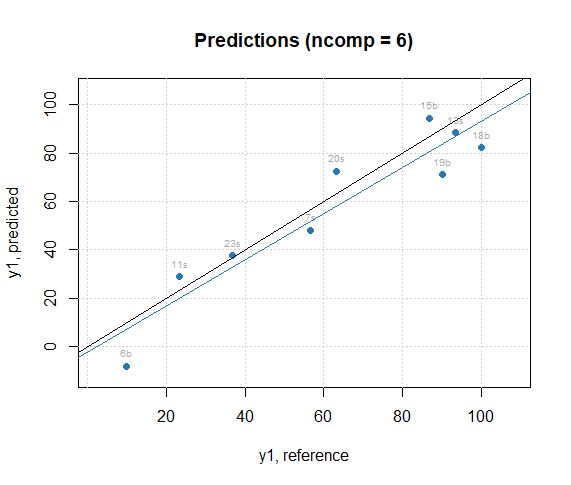 Predictions (ncomp = 6)
y1, predicted
100
80
60
40
20
0
15b
18b
19b
20s
7s
23s
11s
6b
20
40
60
80
100
y1, reference